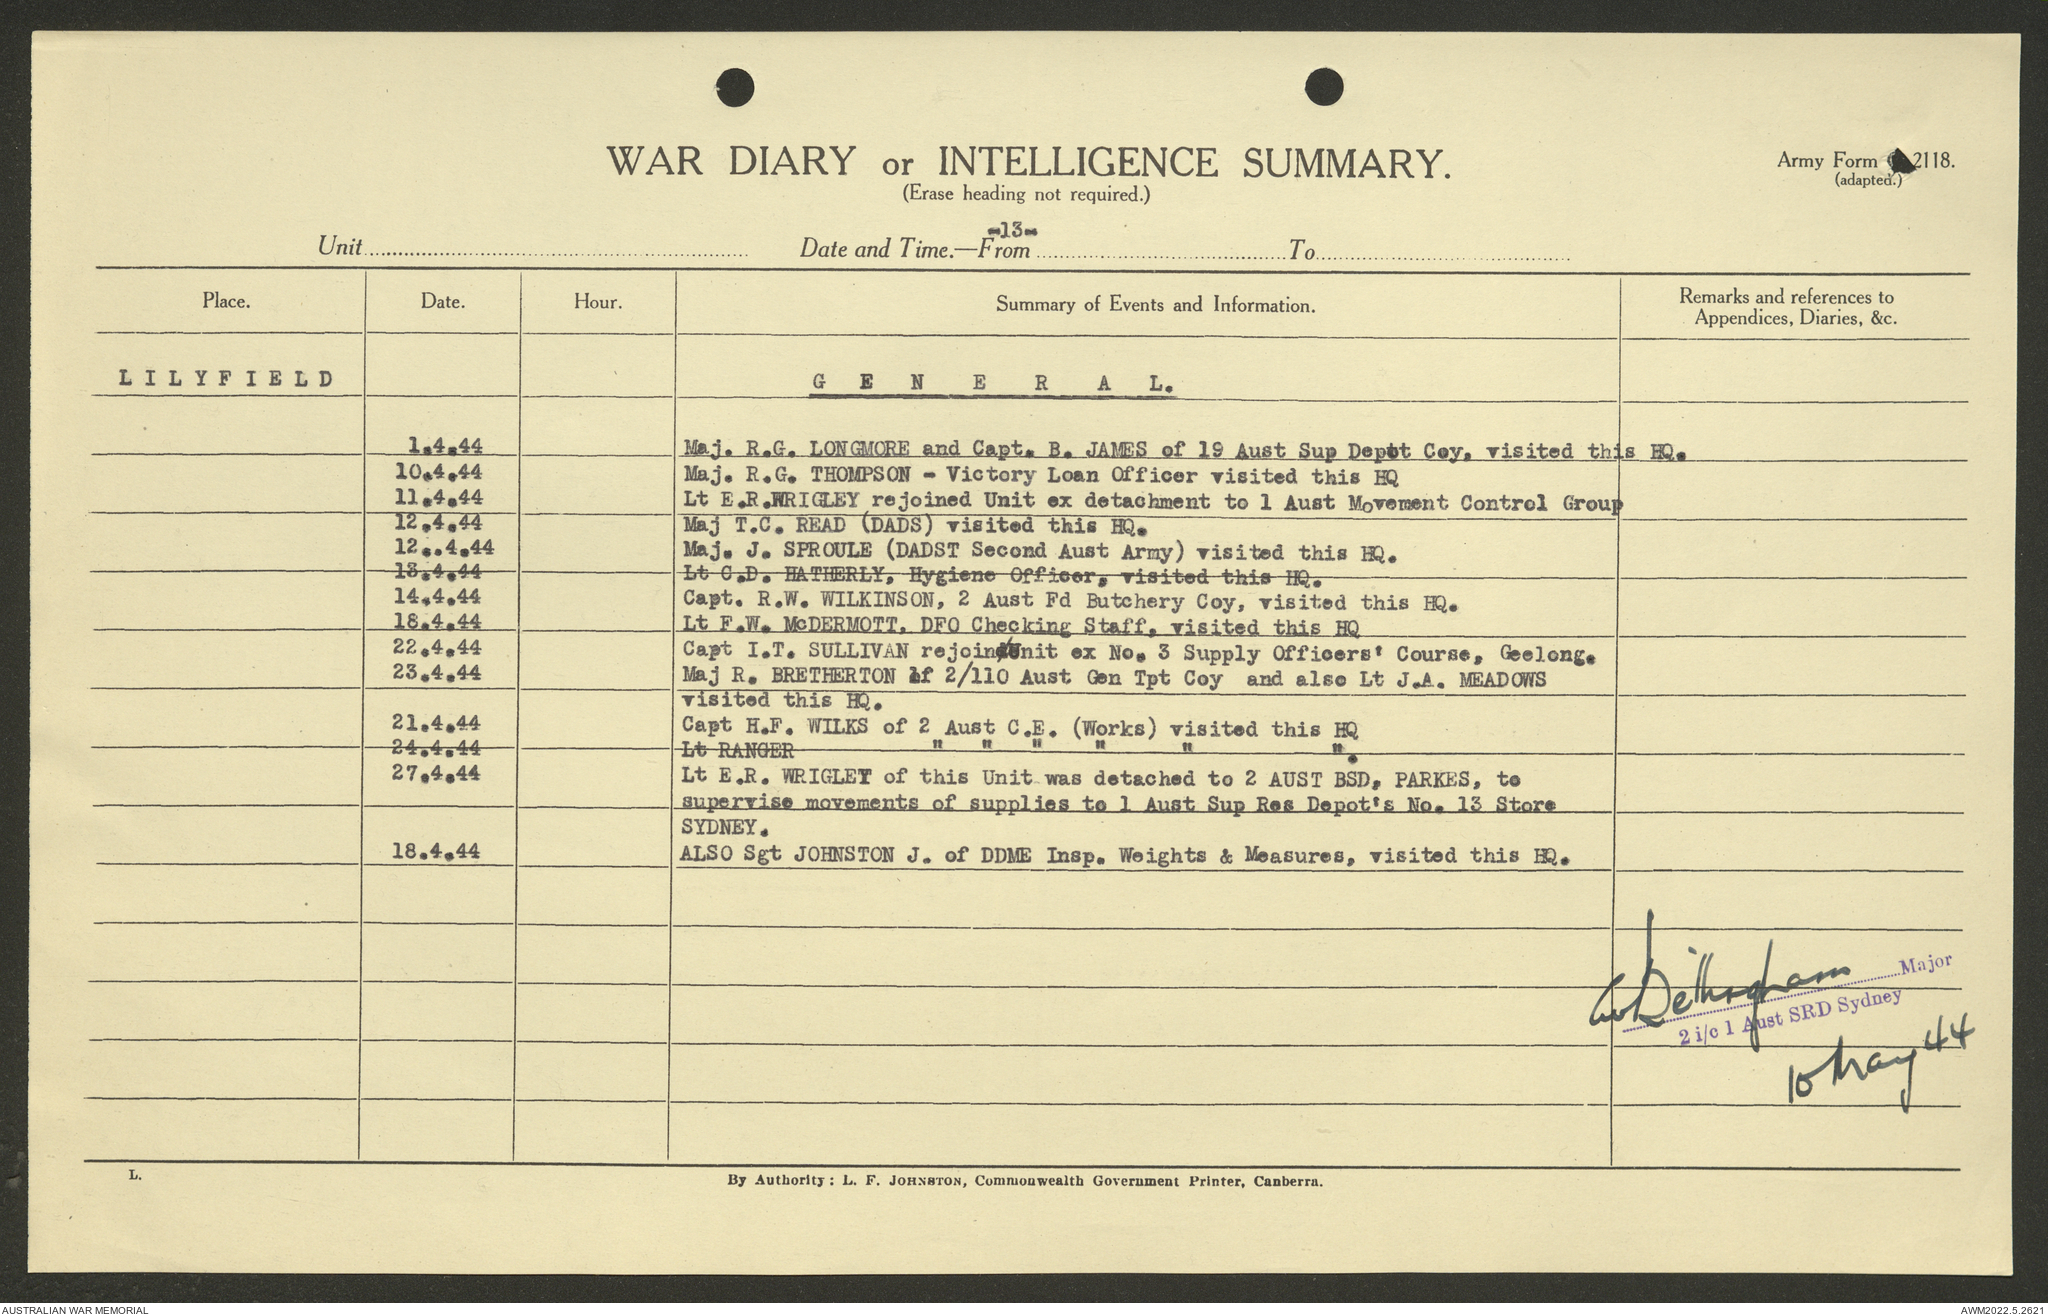 WAR DIARY or INTELLIGENCE SUMMARY.
(Erase heading not required.)
Army Form 2118.
(adapted.)
-13-
Unit Date and Time.—From To
Place. Date. Hour. Summary of Events and Information. Remarks and references to
Appendices, Diaries, &c.
LILYFIELD
GENERAL.
1.4.44 Maj. R.G. LONGMORE and Capt. B. JAMES of 19 Aust Sup Depot Coy, visited this HQ.
10.4.44 Maj. R.G. THOMPSON - Victory Loan Officer visited this HQ
11.4.44 Lt E.R.WRIGLEY rejoined Unit ex detachment to 1 Aust Movement Control Group
12.4.44 Maj T.C. READ (DADS) visited this HQ.
12..4.44 Maj. J. SPROULE (DADST Second Aust Army) visited this HQ.
13.4.44 Lt C.D. HATHERLY, Hygiene Officer, visited this HQ.
14.4.44 Capt. R.W. WILKINSON, 2 Aust Fd Butchery Coy, visited this HQ.
18.4.44 Lt F.W. McDERMOTT, DFO Checking Staff, visited this HQ
22.4.44 Capt I.T. SULLIVAN rejoin Unit ex No. 3 Supply Officers' Course, Geelong.
23.4.44 Maj R. BRETHERTON of 2/110 Aust Gen Tpt Coy and also Lt J.A. MEADOWS
visited this HQ.
21.4.44 Capt H.F. WILKS of 2 Aust C.E. (Works) visited this HQ
24.4.44 Lt RANGER " " " " " ".
27.4.44 Lt E.R. WRIGLEY of this Unit was detached to 2 AUST BSD, PARKES, to
supervise movements of supplies to 1 Aust Sup Res Depot's No. 13 Store
SYDNEY.
18.4.44 ALSO Sgt JOHNSTON J. of DDME Insp. Weights & Measures, visited this HQ.
Major
2 i/c 1 Aust SRD Sydney
10 May 44
L.
By Authority: L. F. JOHNSTON, Commonwealth Government Printer, Canberra.
AUSTRALIAN WAR MEMORIAL
AWM2022.5.2621